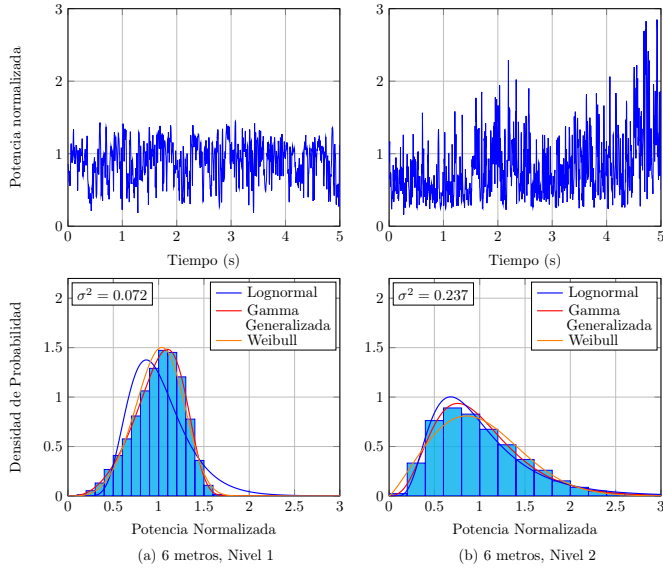 3
2
1
0
0 1 2 3 4 5
Potencia normalizada
Tiempo (s)
3
2
1
0
0 1 2 3 4 5
Tiempo (s)
2
1.5
1
0.5
0
0 0.5 1 1.5 2 2.5 3
Densidad de Probabilidad
σ² = 0.072
Lognormal
Gamma
Generalizada
Weibull
Potencia Normalizada
(a) 6 metros, Nivel 1
2
1.5
1
0.5
0
0 0.5 1 1.5 2 2.5 3
σ² = 0.237
Lognormal
Gamma
Generalizada
Weibull
Potencia Normalizada
(b) 6 metros, Nivel 2